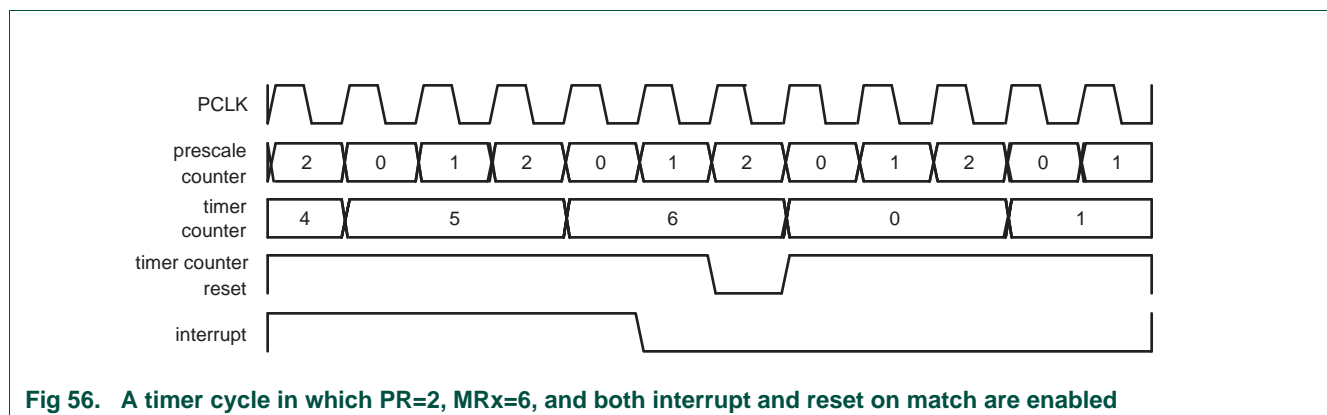 PCLK
prescale
counter
2 0 1 2 0 1 2 0 1 2 0 1
timer
counter
4 5 6 0 1
timer counter
reset
interrupt
Fig 56. A timer cycle in which PR=2, MRx=6, and both interrupt and reset on match are enabled